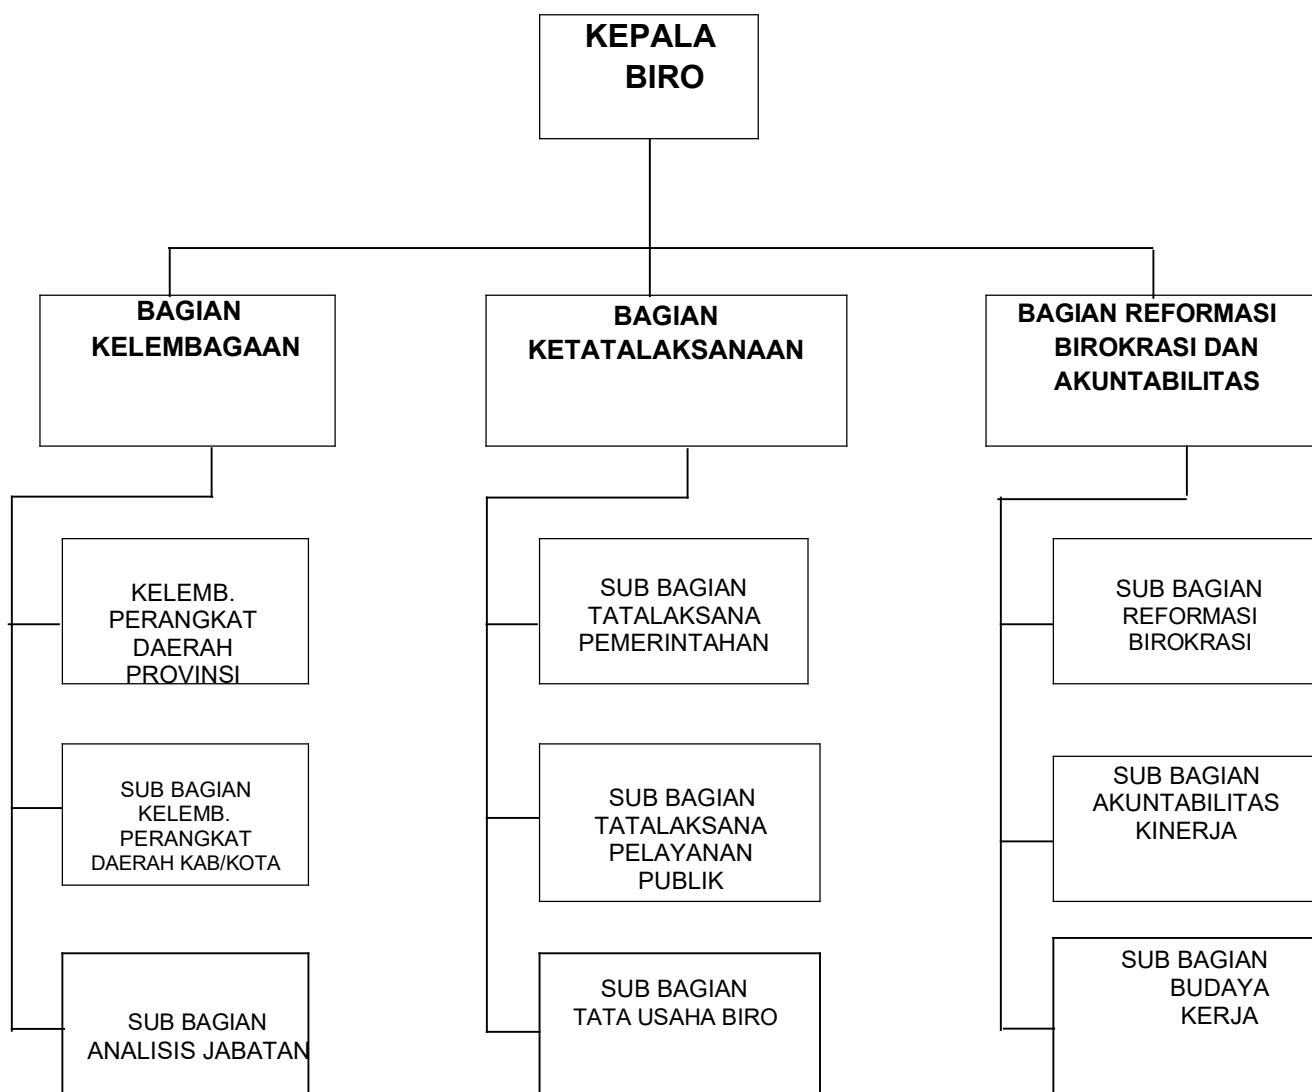 KEPALA
BIRO
BAGIAN
KELEMBAGAAN
BAGIAN
KETATALAKSANAAN
BAGIAN REFORMASI
BIROKRASI DAN
AKUNTABILITAS
KELEMB.
PERANGKAT
DAERAH
PROVINSI
SUB BAGIAN
TATALAKSANA
PEMERINTAHAN
SUB BAGIAN
REFORMASI
BIROKRASI
SUB BAGIAN
KELEMB.
PERANGKAT
DAERAH KAB/KOTA
SUB BAGIAN
TATALAKSANA
PELAYANAN
PUBLIK
SUB BAGIAN
AKUNTABILITAS
KINERJA
SUB BAGIAN
ANALISIS JABATAN
SUB BAGIAN
TATA USAHA BIRO
SUB BAGIAN
BUDAYA
KERJA